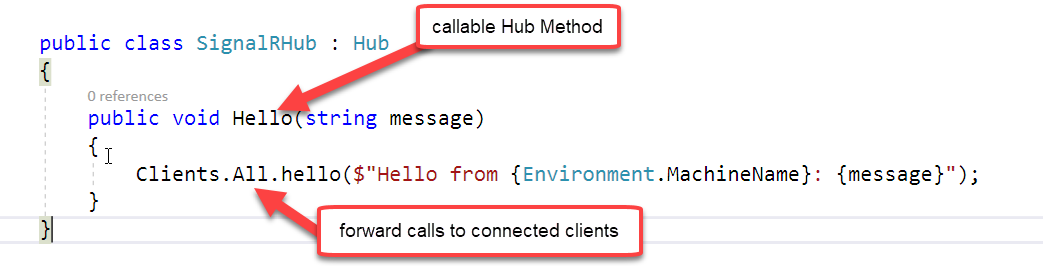 callable Hub Method
public class SignalRHub : Hub
{
0 references
public void Hello(string message)
{
Clients.All.hello($"Hello from {Environment.MachineName}: {message}");
}
}
forward calls to connected clients